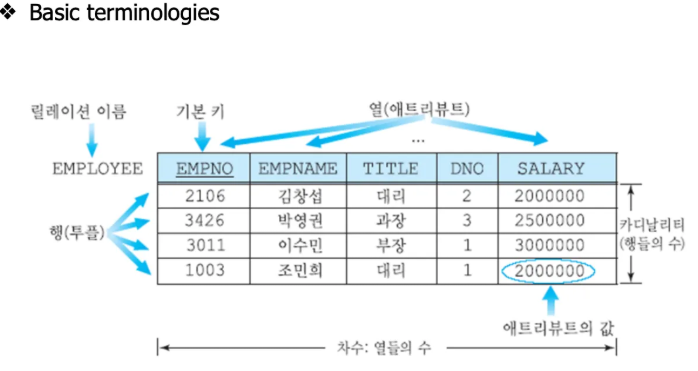 ❖ Basic terminologies
릴레이션 이름 기본 키 열(애트리뷰트)
...
EMPLOYEE EMPNO EMPNAME TITLE DNO SALARY
2106 김창섭 대리 2 2000000
3426 박영권 과장 3 2500000
3011 이수민 부장 1 3000000
1003 조민희 대리 1 2000000
행(투플)
카디날리티
(행들의 수)
애트리뷰트의 값
차수: 열들의 수